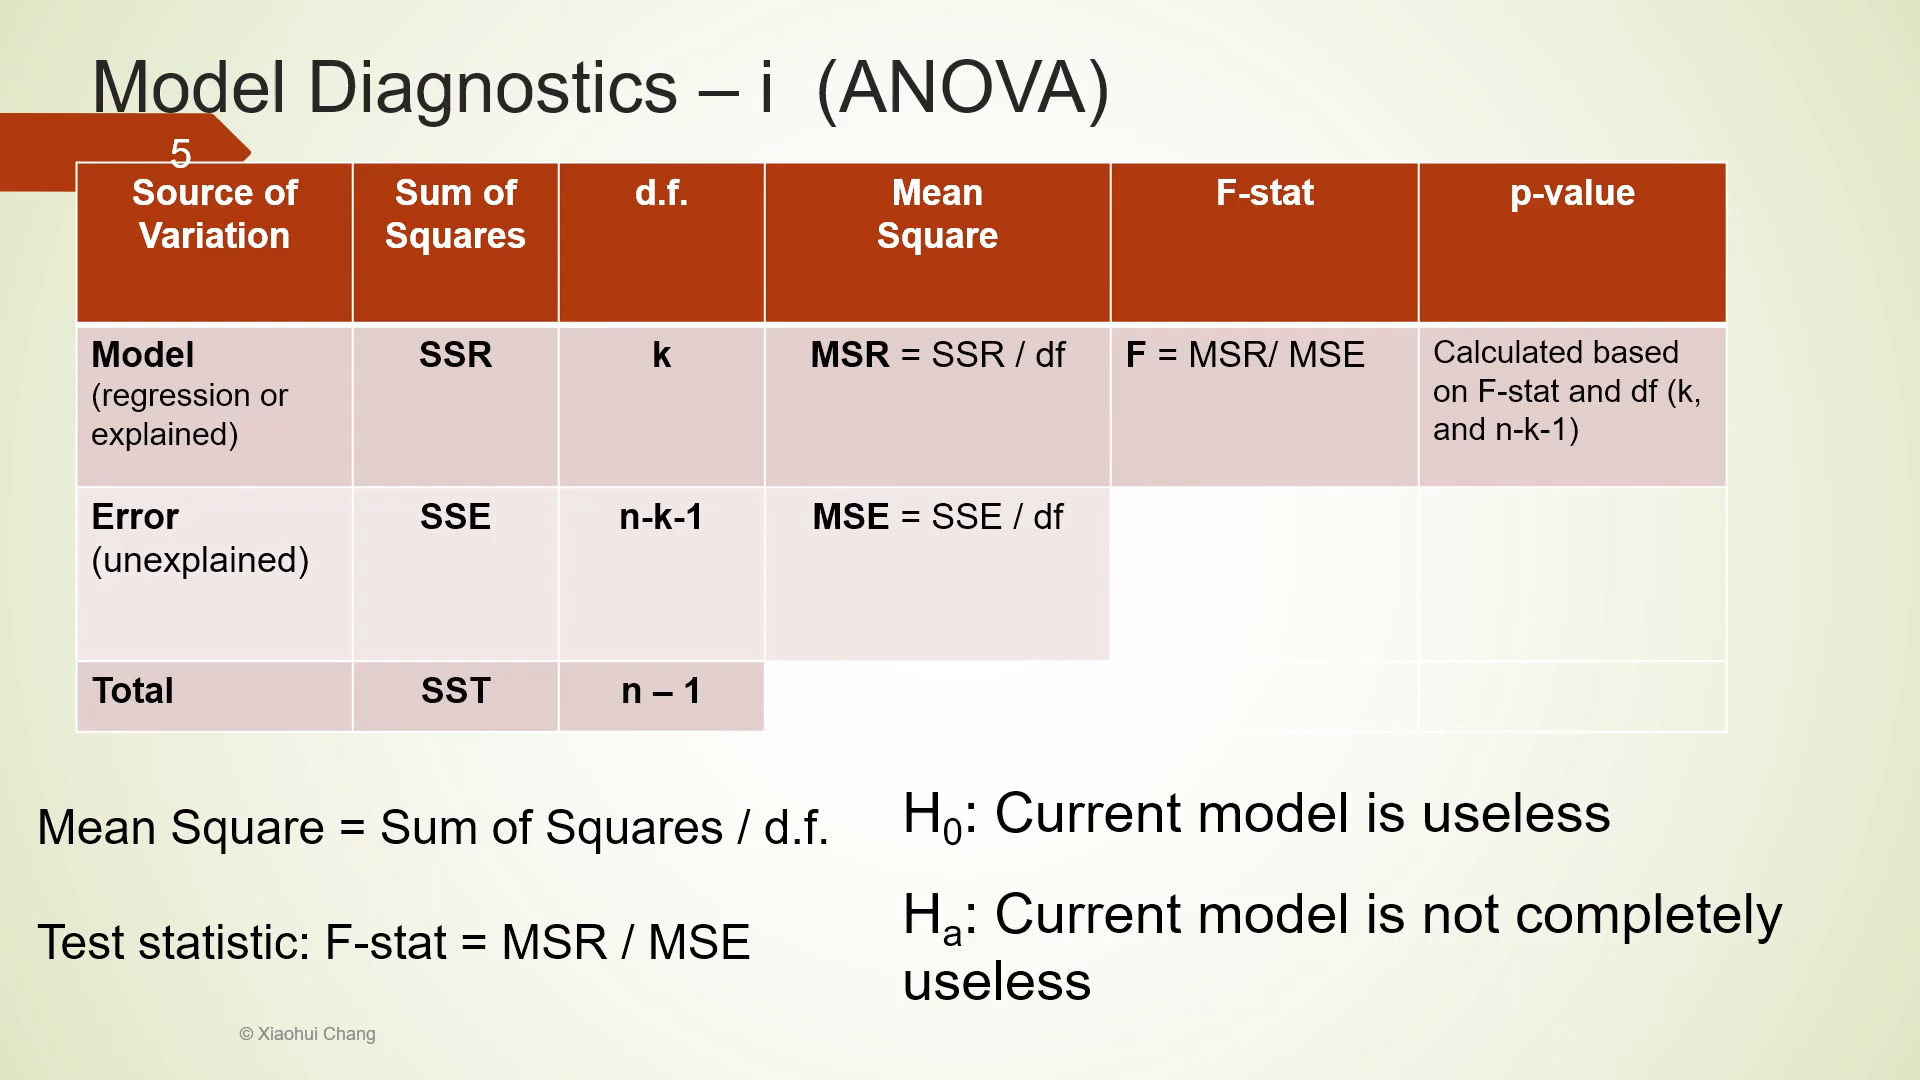 Model Diagnostics – i (ANOVA)
5
Source of Variation | Sum of Squares | d.f. | Mean Square | F-stat | p-value
Model (regression or explained) | SSR | k | MSR = SSR / df | F = MSR/ MSE | Calculated based on F-stat and df (k, and n-k-1)
Error (unexplained) | SSE | n-k-1 | MSE = SSE / df
Total | SST | n – 1
Mean Square = Sum of Squares / d.f.
Test statistic: F-stat = MSR / MSE
H0: Current model is useless
Ha: Current model is not completely
useless
© Xiaohui Chang